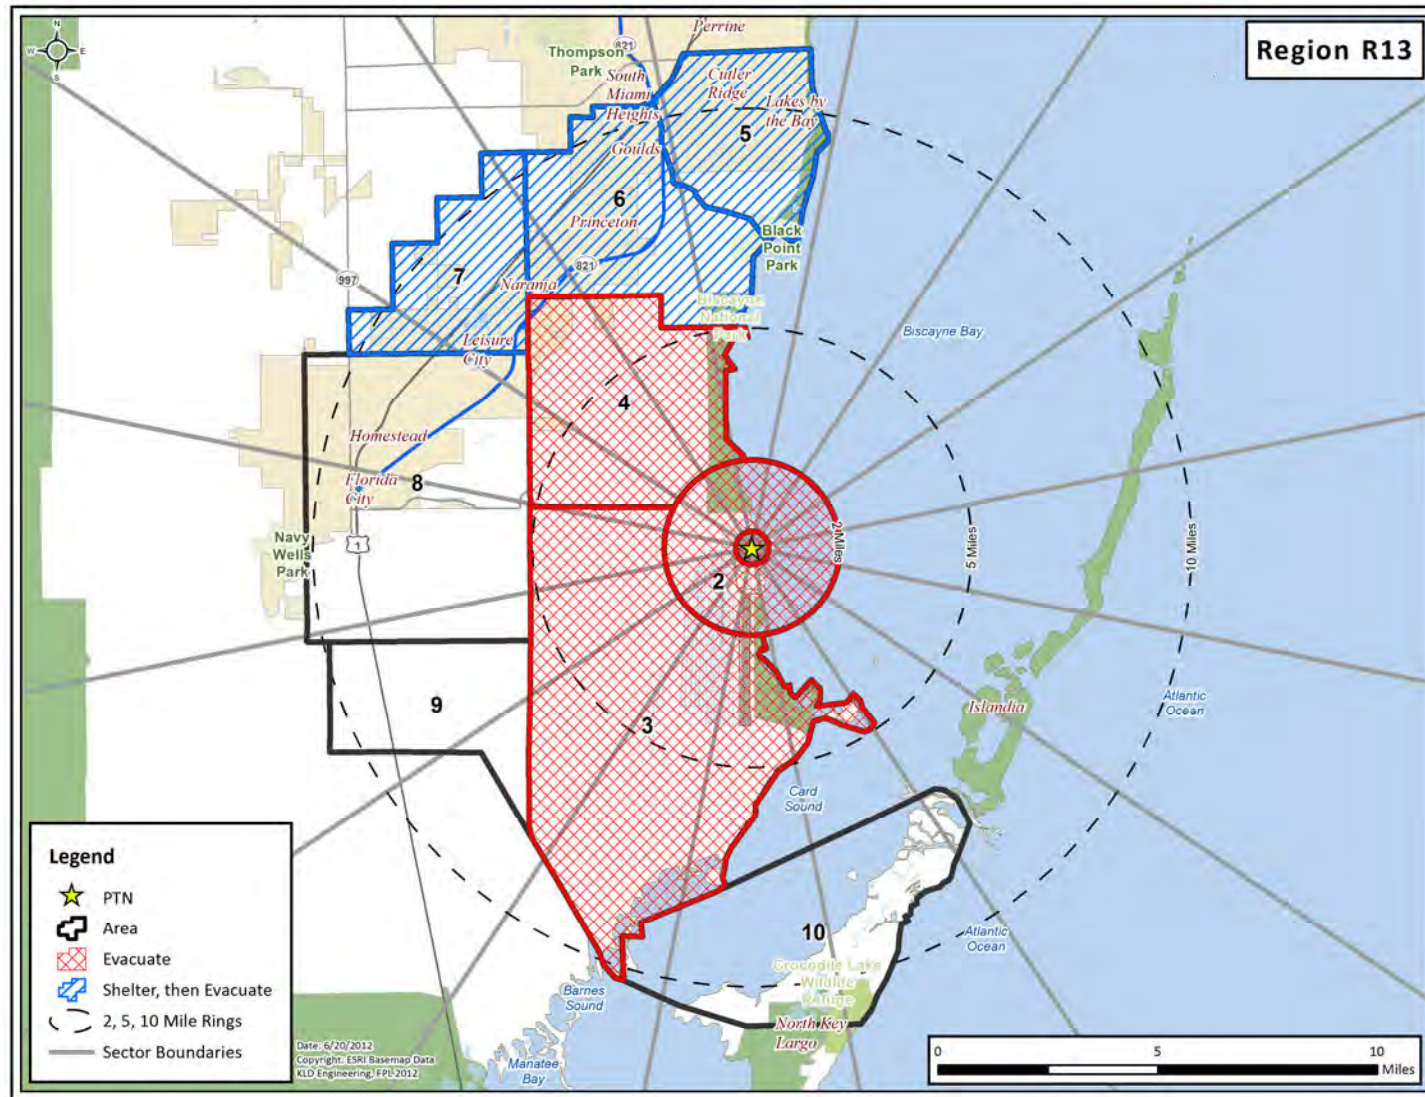 Region R13
N
W E
S
Perrine
821
Thompson
Park
South
Miami
Heights
Cutler
Ridge
Lakes by
the Bay
5
Goulds
6
Princeton
Black
Point
Park
821
997
7
Naranja
Biscayne
National
Park
Biscayne Bay
Leisure
City
4
Homestead
8
Florida
City
Navy
Wells
Park
1
2
2 Miles
5 Miles
10 Miles
9
3
Islandia
Atlantic
Ocean
Card
Sound
10
Atlantic
Ocean
Crocodile Lake
Wildlife
Refuge
Barnes
Sound
North Key
Largo
Manatee
Bay
Legend
PTN
Area
Evacuate
Shelter, then Evacuate
2, 5, 10 Mile Rings
Sector Boundaries
Date: 6/20/2012
Copyright: ESRI Basemap Data
KLD Engineering, FPL 2012
0 5 10
Miles